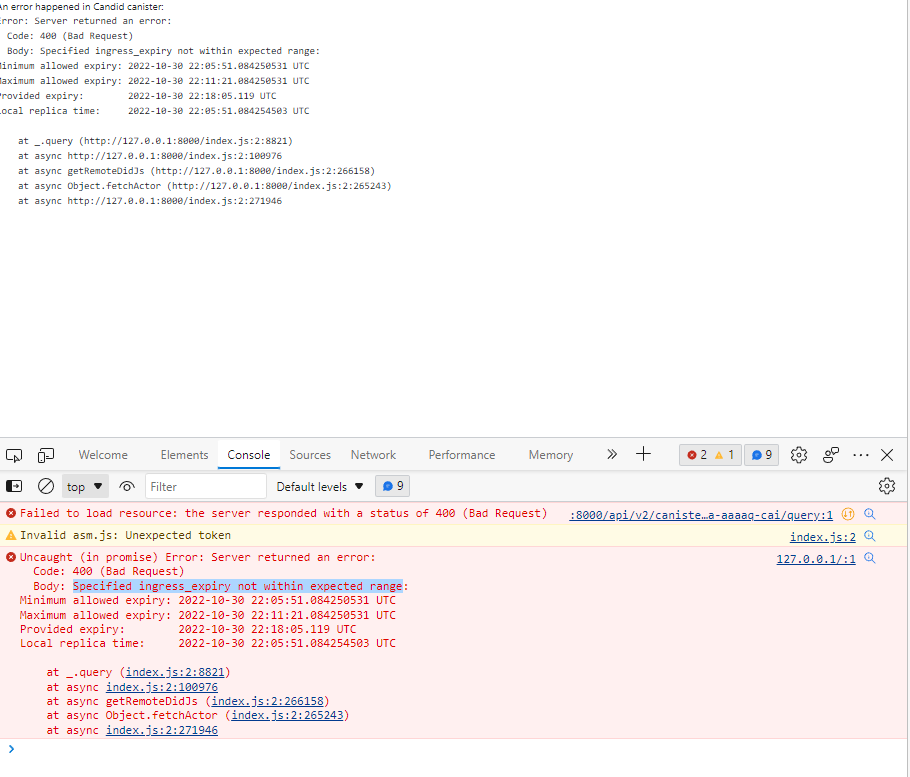 An error happened in Candid canister:
Error: Server returned an error:
Code: 400 (Bad Request)
Body: Specified ingress_expiry not within expected range:
Minimum allowed expiry: 2022-10-30 22:05:51.084250531 UTC
Maximum allowed expiry: 2022-10-30 22:11:21.084250531 UTC
Provided expiry: 2022-10-30 22:18:05.119 UTC
Local replica time: 2022-10-30 22:05:51.084254503 UTC
at _.query (http://127.0.0.1:8000/index.js:2:8821)
at async http://127.0.0.1:8000/index.js:2:100976
at async getRemoteDidJs (http://127.0.0.1:8000/index.js:2:266158)
at async Object.fetchActor (http://127.0.0.1:8000/index.js:2:265243)
at async http://127.0.0.1:8000/index.js:2:271946
Welcome Elements Console Sources Network Performance Memory 2 1 9
top Filter Default levels 9
Failed to load resource: the server responded with a status of 400 (Bad Request) :8000/api/v2/caniste…a-aaaaq-cai/query:1
Invalid asm.js: Unexpected token index.js:2
Uncaught (in promise) Error: Server returned an error: 127.0.0.1/:1
Code: 400 (Bad Request)
Body: Specified ingress_expiry not within expected range:
Minimum allowed expiry: 2022-10-30 22:05:51.084250531 UTC
Maximum allowed expiry: 2022-10-30 22:11:21.084250531 UTC
Provided expiry: 2022-10-30 22:18:05.119 UTC
Local replica time: 2022-10-30 22:05:51.084254503 UTC
at _.query (index.js:2:8821)
at async index.js:2:100976
at async getRemoteDidJs (index.js:2:266158)
at async Object.fetchActor (index.js:2:265243)
at async index.js:2:271946